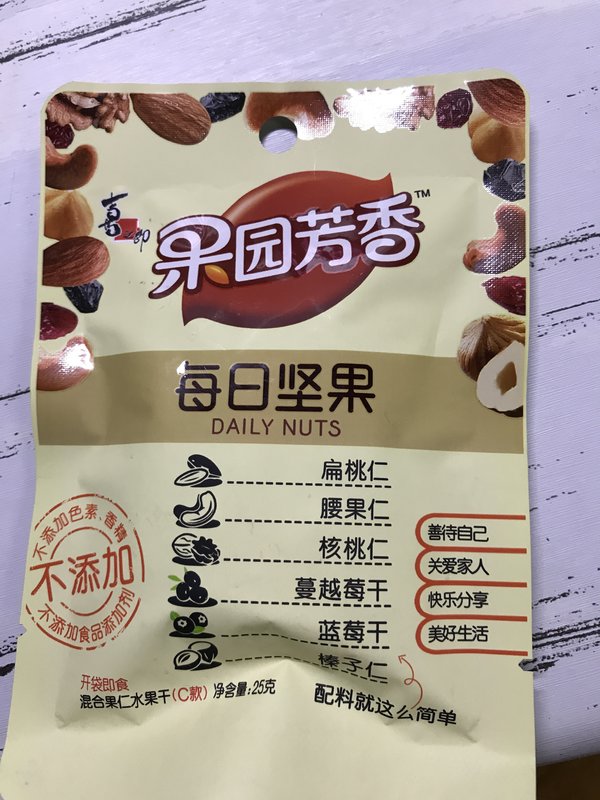 喜之郎
果园芳香™
每日坚果
DAILY NUTS
扁桃仁
腰果仁
核桃仁
蔓越莓干
蓝莓干
榛子仁
不添加色素、香精
不添加
不添加食品添加剂
善待自己
关爱家人
快乐分享
美好生活
开袋即食
混合果仁水果干(C款) 净含量:25克
配料就这么简单